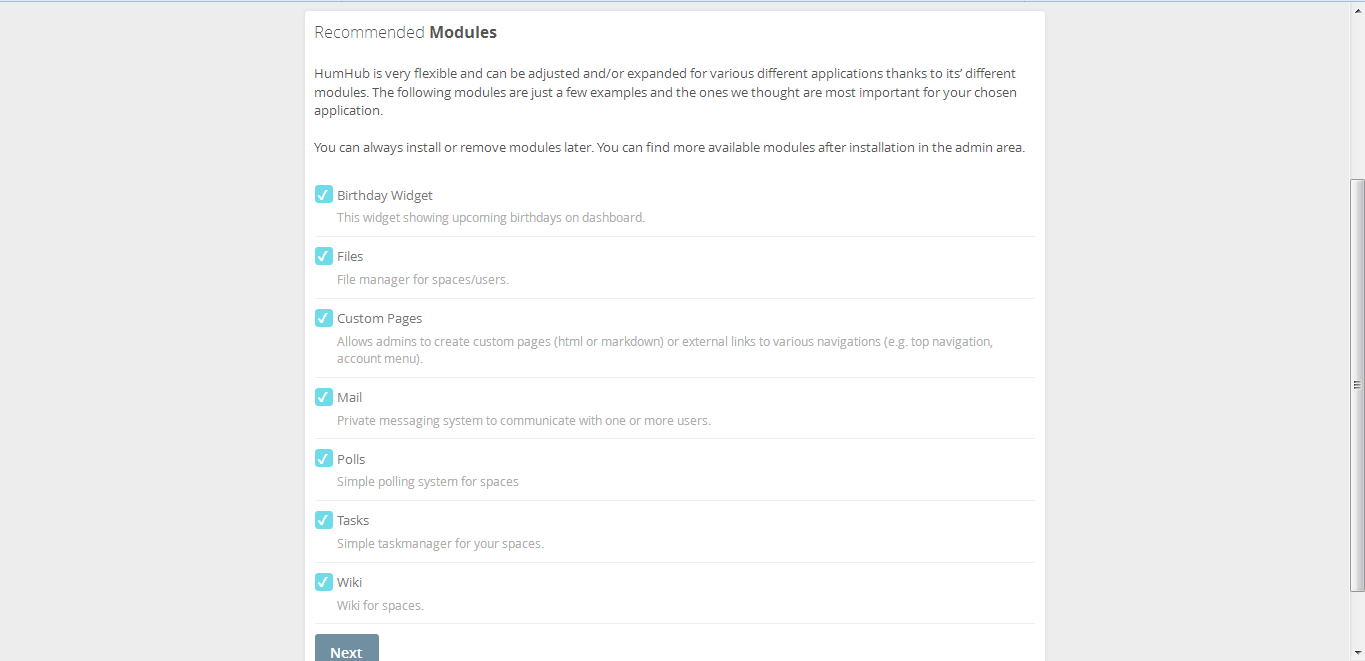 Recommended Modules
HumHub is very flexible and can be adjusted and/or expanded for various different applications thanks to its’ different
modules. The following modules are just a few examples and the ones we thought are most important for your chosen
application.
You can always install or remove modules later. You can find more available modules after installation in the admin area.
Birthday Widget
This widget showing upcoming birthdays on dashboard.
Files
File manager for spaces/users.
Custom Pages
Allows admins to create custom pages (html or markdown) or external links to various navigations (e.g. top navigation,
account menu).
Mail
Private messaging system to communicate with one or more users.
Polls
Simple polling system for spaces
Tasks
Simple taskmanager for your spaces.
Wiki
Wiki for spaces.
Next